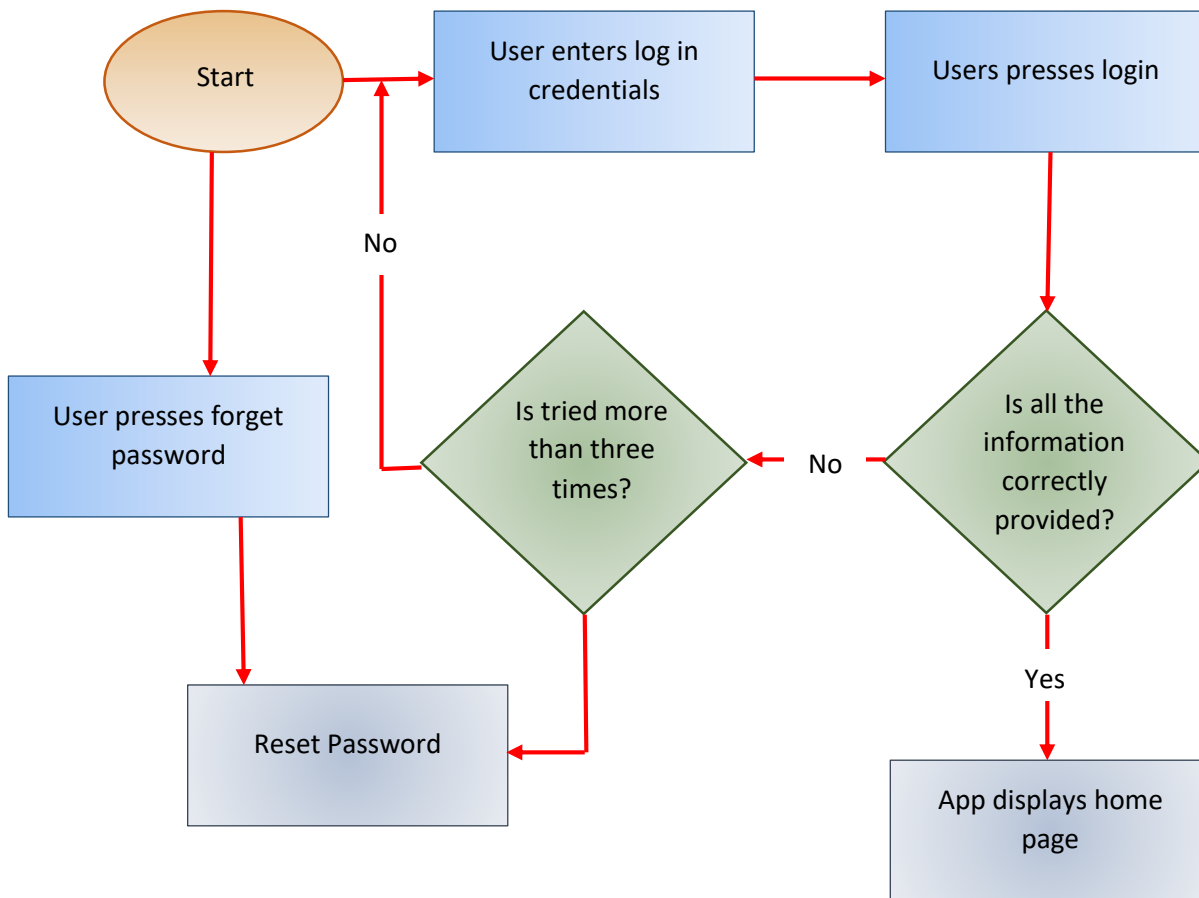 Start
User enters log in
credentials
Users presses login
No
User presses forget
password
Is tried more
than three
times?
No
Is all the
information
correctly
provided?
Yes
Reset Password
App displays home
page